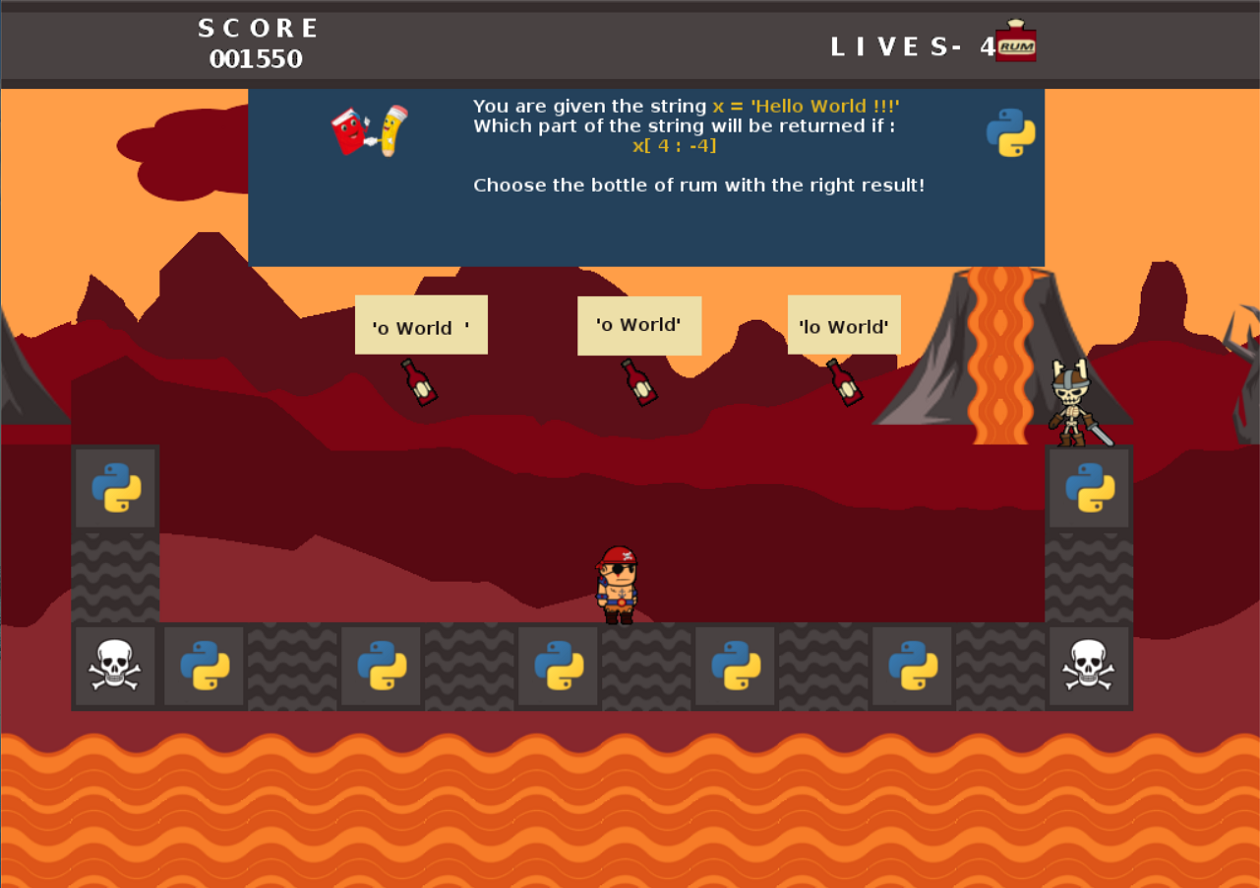 SCORE
001550
LIVES- 4
RUM
You are given the string x = 'Hello World !!!'
Which part of the string will be returned if :
x[ 4 : -4]
Choose the bottle of rum with the right result!
'o World  '
'o World'
'lo World'